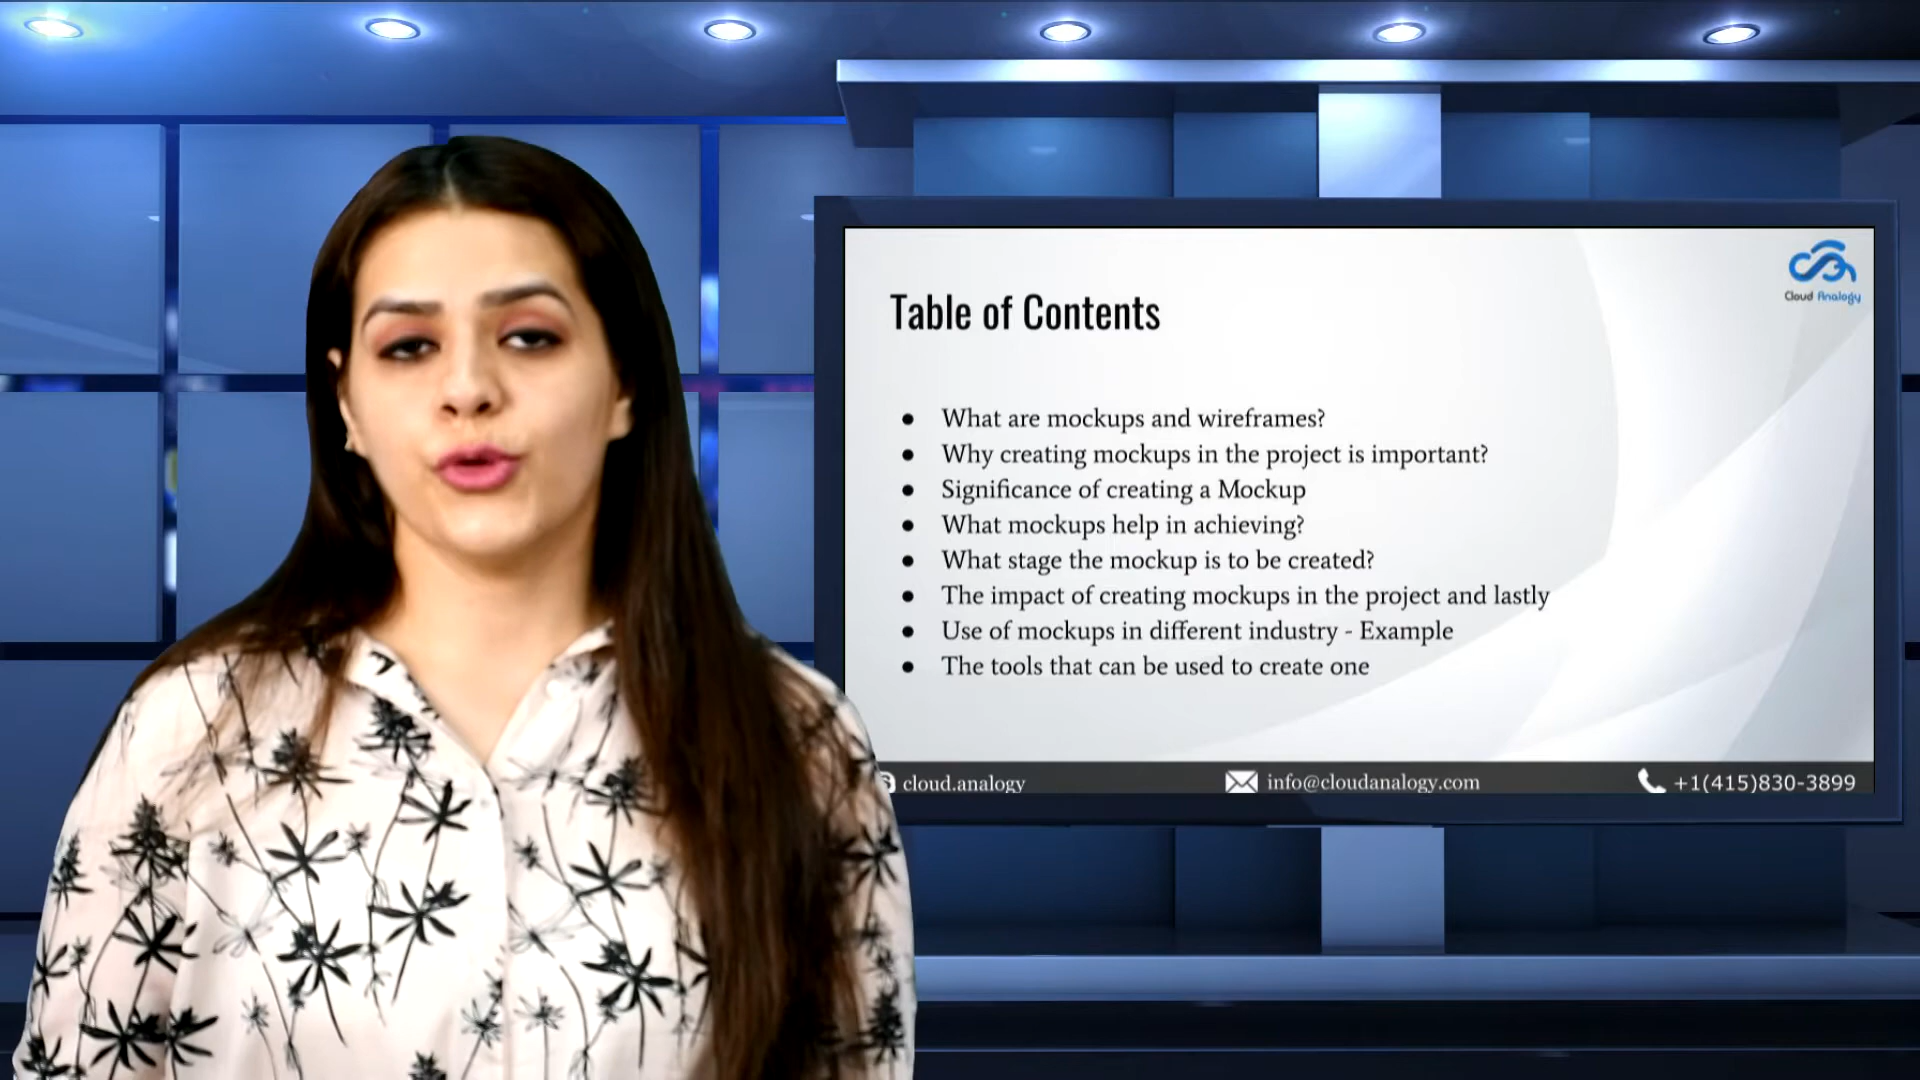 Cloud Analogy
Table of Contents
● What are mockups and wireframes?
● Why creating mockups in the project is important?
● Significance of creating a Mockup
● What mockups help in achieving?
● What stage the mockup is to be created?
● The impact of creating mockups in the project and lastly
● Use of mockups in different industry - Example
● The tools that can be used to create one
cloud.analogy
info@cloudanalogy.com
+1(415)830-3899